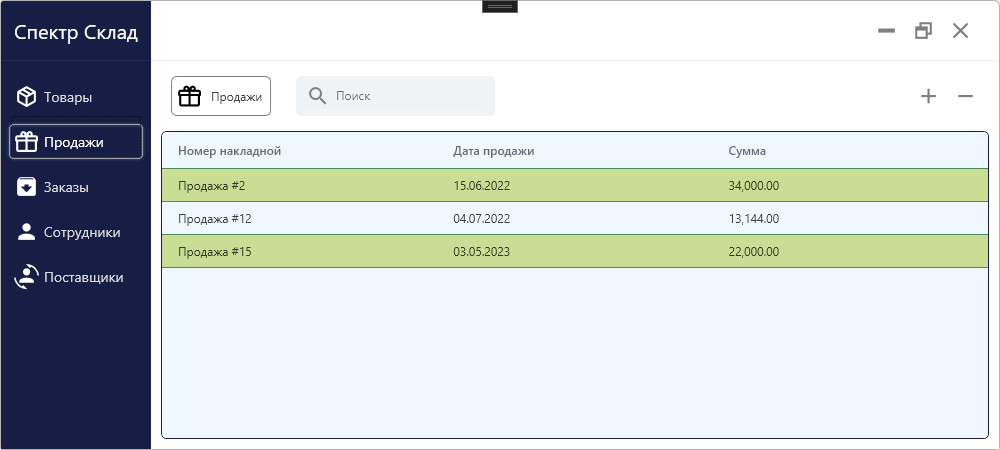 Спектр Склад
Товары
Продажи
Заказы
Сотрудники
Поставщики
Продажи
Поиск
Номер накладной Дата продажи Сумма
Продажа #2 15.06.2022 34,000.00
Продажа #12 04.07.2022 13,144.00
Продажа #15 03.05.2023 22,000.00